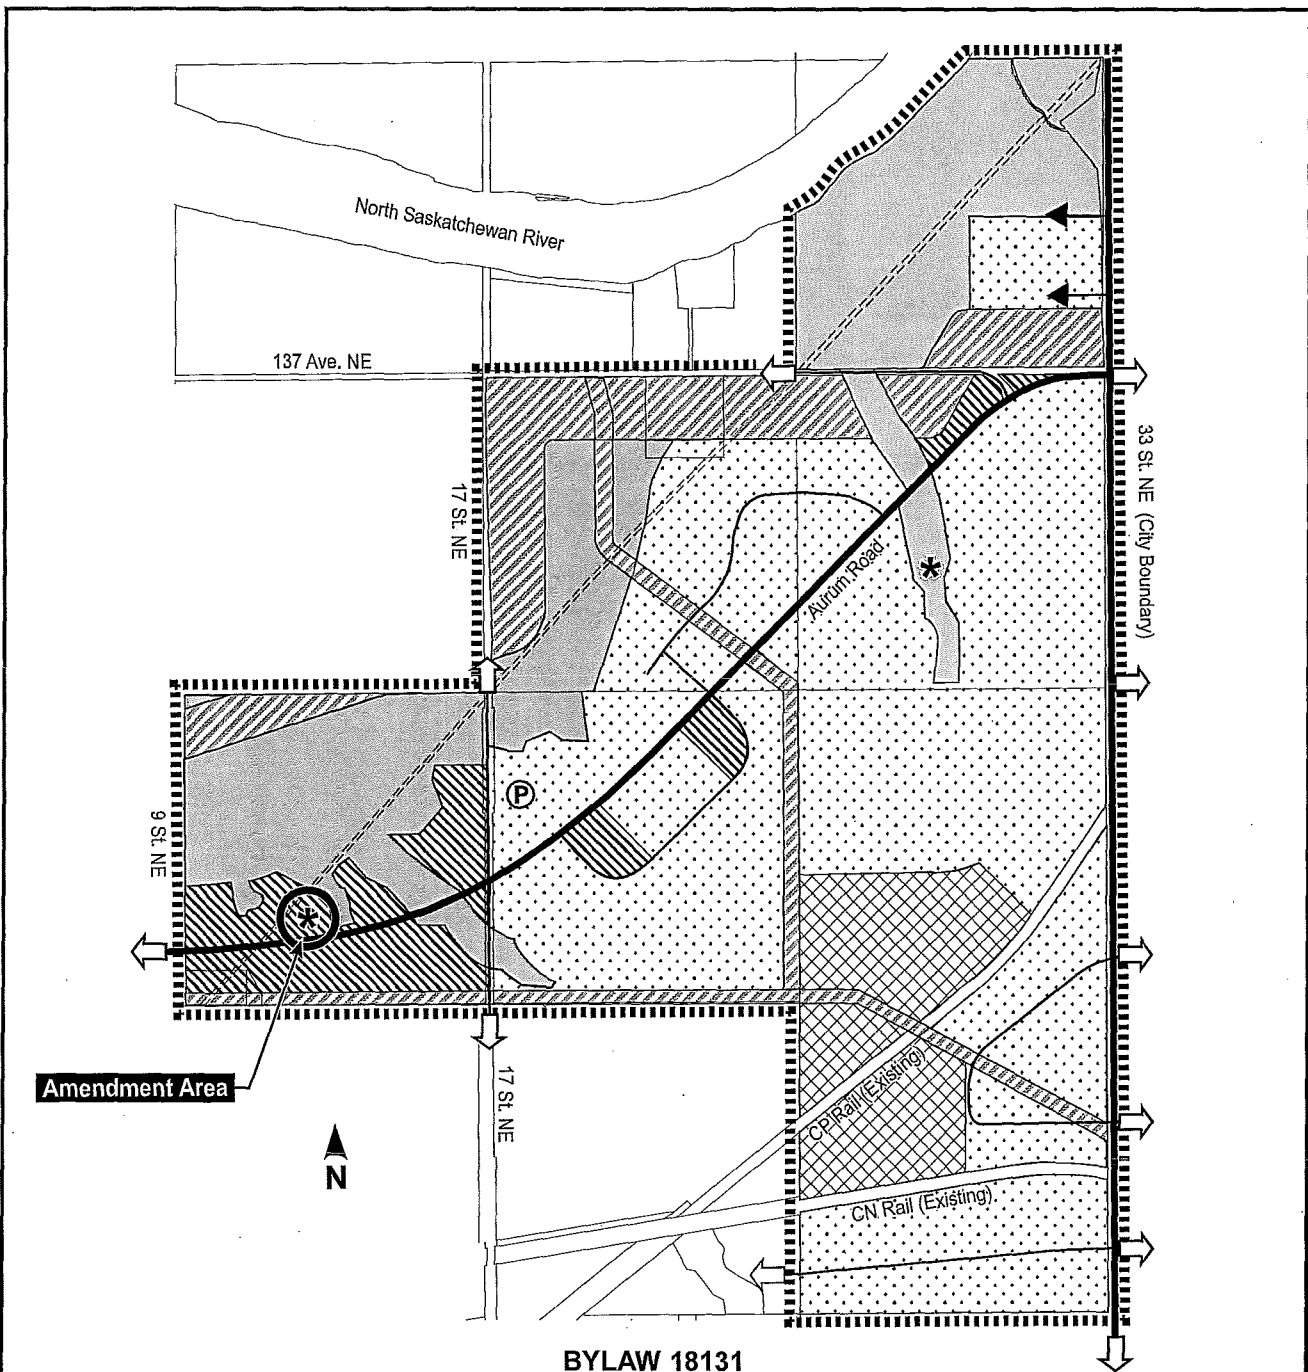 North Saskatchewan River
137 Ave. NE
33 St. NE (City Boundary)
17 St. NE
Aurum Road
P
9 St. NE
Amendment Area
17 St. NE
CP Rail (Existing)
N
CN Rail (Existing)
BYLAW 18131